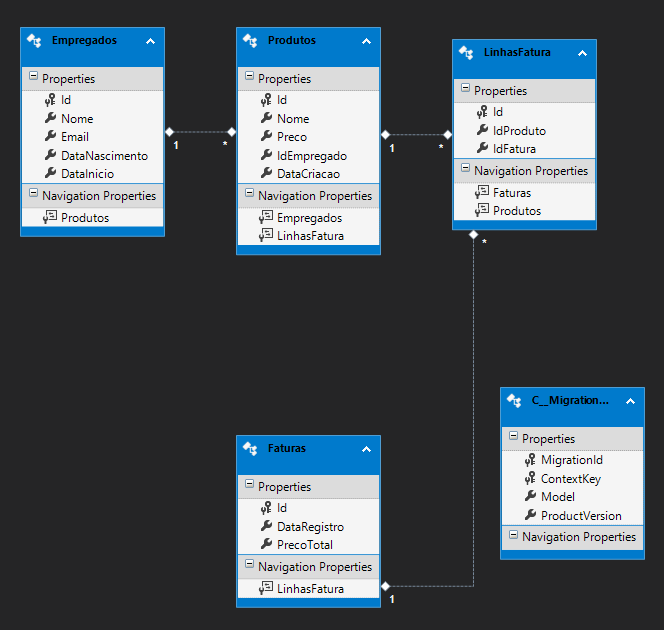 Empregados
Properties
Id
Nome
Email
DataNascimento
DataInicio
Navigation Properties
Produtos
1
*
Produtos
Properties
Id
Nome
Preco
IdEmpregado
DataCriacao
Navigation Properties
Empregados
LinhasFatura
1
*
LinhasFatura
Properties
Id
IdProduto
IdFatura
Navigation Properties
Faturas
Produtos
*
Faturas
Properties
Id
DataRegistro
PrecoTotal
Navigation Properties
LinhasFatura
1
C__Migration...
Properties
MigrationId
ContextKey
Model
ProductVersion
Navigation Properties